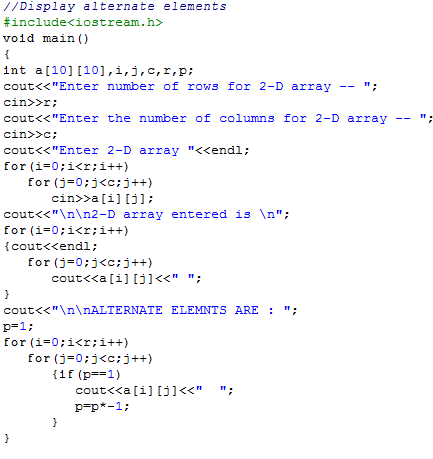 //Display alternate elements
#include<iostream.h>
void main()
{
int a[10][10],i,j,c,r,p;
cout<<"Enter number of rows for 2-D array -- ";
cin>>r;
cout<<"Enter the number of columns for 2-D array -- ";
cin>>c;
cout<<"Enter 2-D array "<<endl;
for(i=0;i<r;i++)
   for(j=0;j<c;j++)
      cin>>a[i][j];
cout<<"\n\n2-D array entered is \n";
for(i=0;i<r;i++)
{cout<<endl;
   for(j=0;j<c;j++)
      cout<<a[i][j]<<" ";
}
cout<<"\n\nALTERNATE ELEMNTS ARE : ";
p=1;
for(i=0;i<r;i++)
   for(j=0;j<c;j++)
      {if(p==1)
         cout<<a[i][j]<<"  ";
         p=p*-1;
      }
}